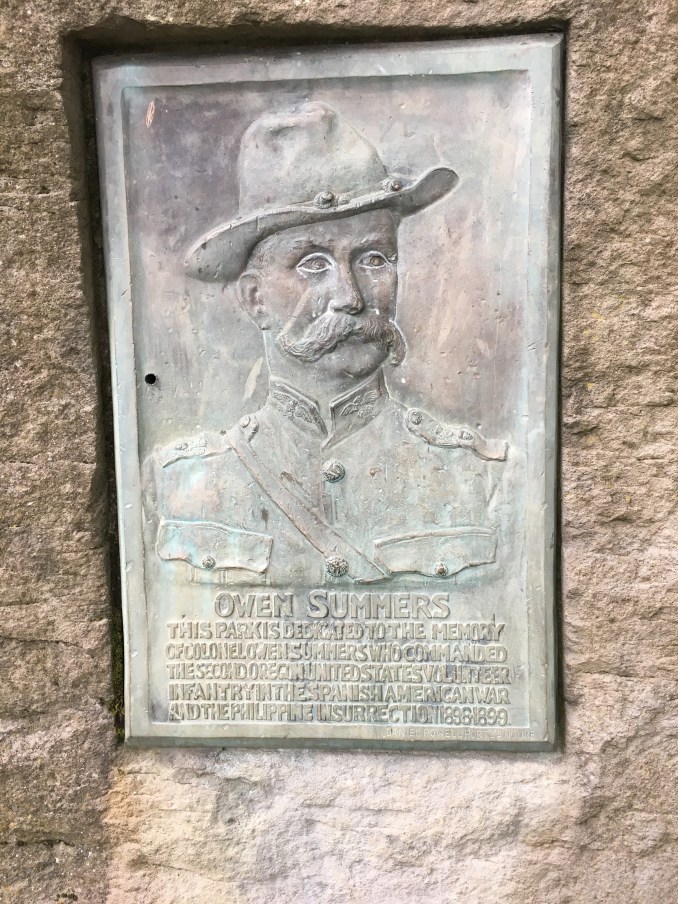 OWEN SUMMERS
THIS PARK IS DEDICATED TO THE MEMORY
OF COLONEL OWEN SUMMERS WHO COMMANDED
THE SECOND OREGON UNITED STATES VOLUNTEER
INFANTRY IN THE SPANISH AMERICAN WAR
AND THE PHILIPPINE INSURRECTION 1898-1899.